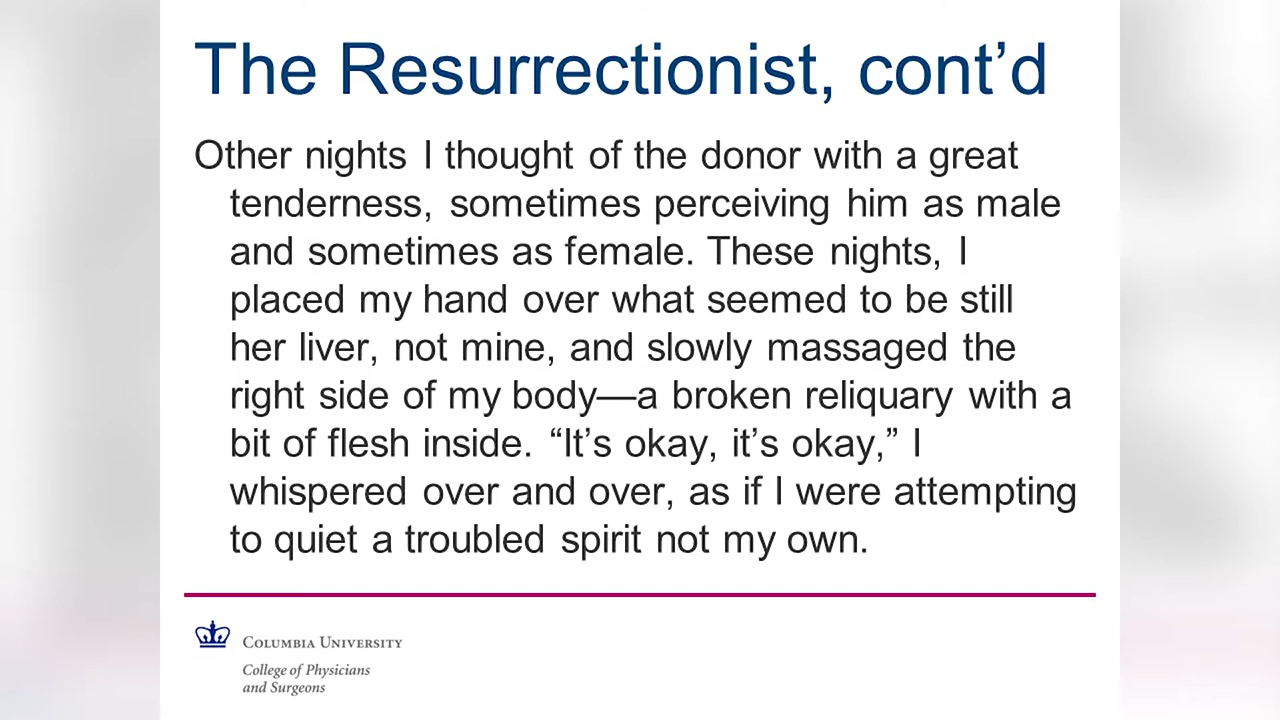 The Resurrectionist, cont’d
Other nights I thought of the donor with a great
tenderness, sometimes perceiving him as male
and sometimes as female. These nights, I
placed my hand over what seemed to be still
her liver, not mine, and slowly massaged the
right side of my body—a broken reliquary with a
bit of flesh inside. “It’s okay, it’s okay,” I
whispered over and over, as if I were attempting
to quiet a troubled spirit not my own.
COLUMBIA UNIVERSITY
College of Physicians
and Surgeons